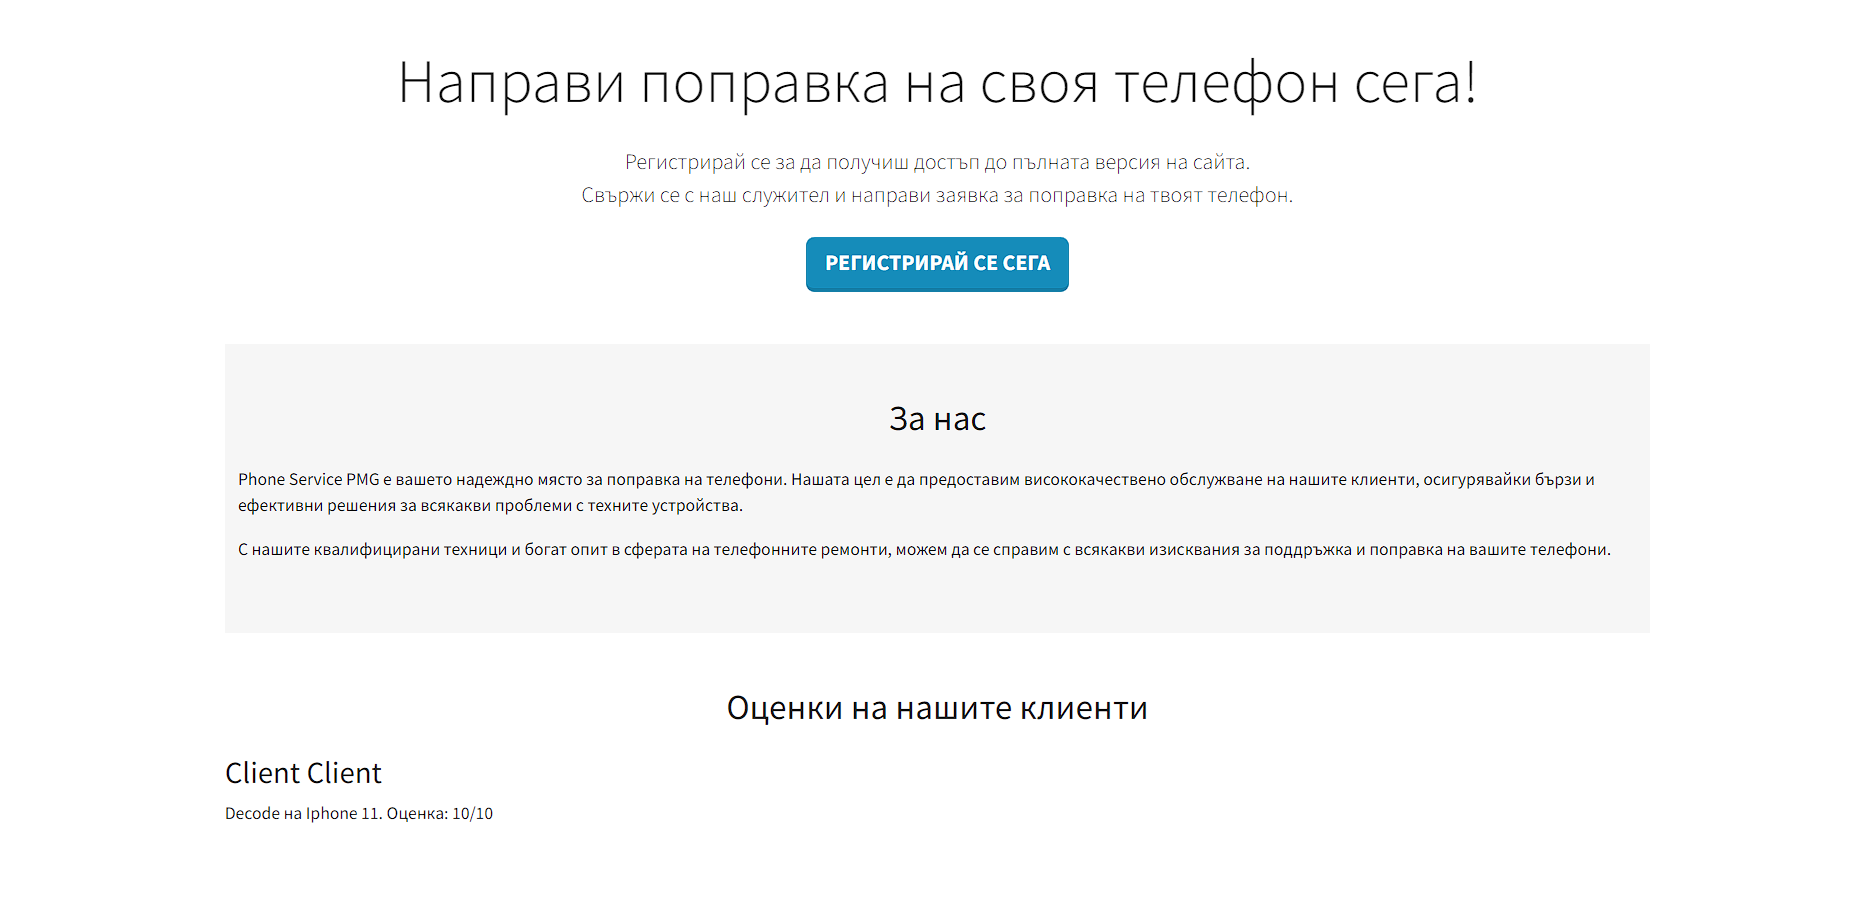 Направи поправка на своя телефон сега!
Регистрирай се за да получиш достъп до пълната версия на сайта.
Свържи се с наш служител и направи заявка за поправка на твоят телефон.
РЕГИСТРИРАЙ СЕ СЕГА
За нас
Phone Service PMG е вашето надеждно място за поправка на телефони. Нашата цел е да предоставим висококачествено обслужване на нашите клиенти, осигурявайки бързи и
ефективни решения за всякакви проблеми с техните устройства.
С нашите квалифицирани техници и богат опит в сферата на телефонните ремонти, можем да се справим с всякакви изисквания за поддръжка и поправка на вашите телефони.
Оценки на нашите клиенти
Client Client
Decode на Iphone 11. Оценка: 10/10